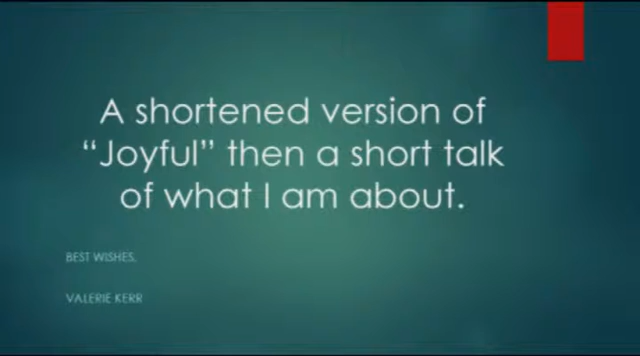 A shortened version of
“Joyful” then a short talk
of what I am about.
BEST WISHES,
VALERIE KERR